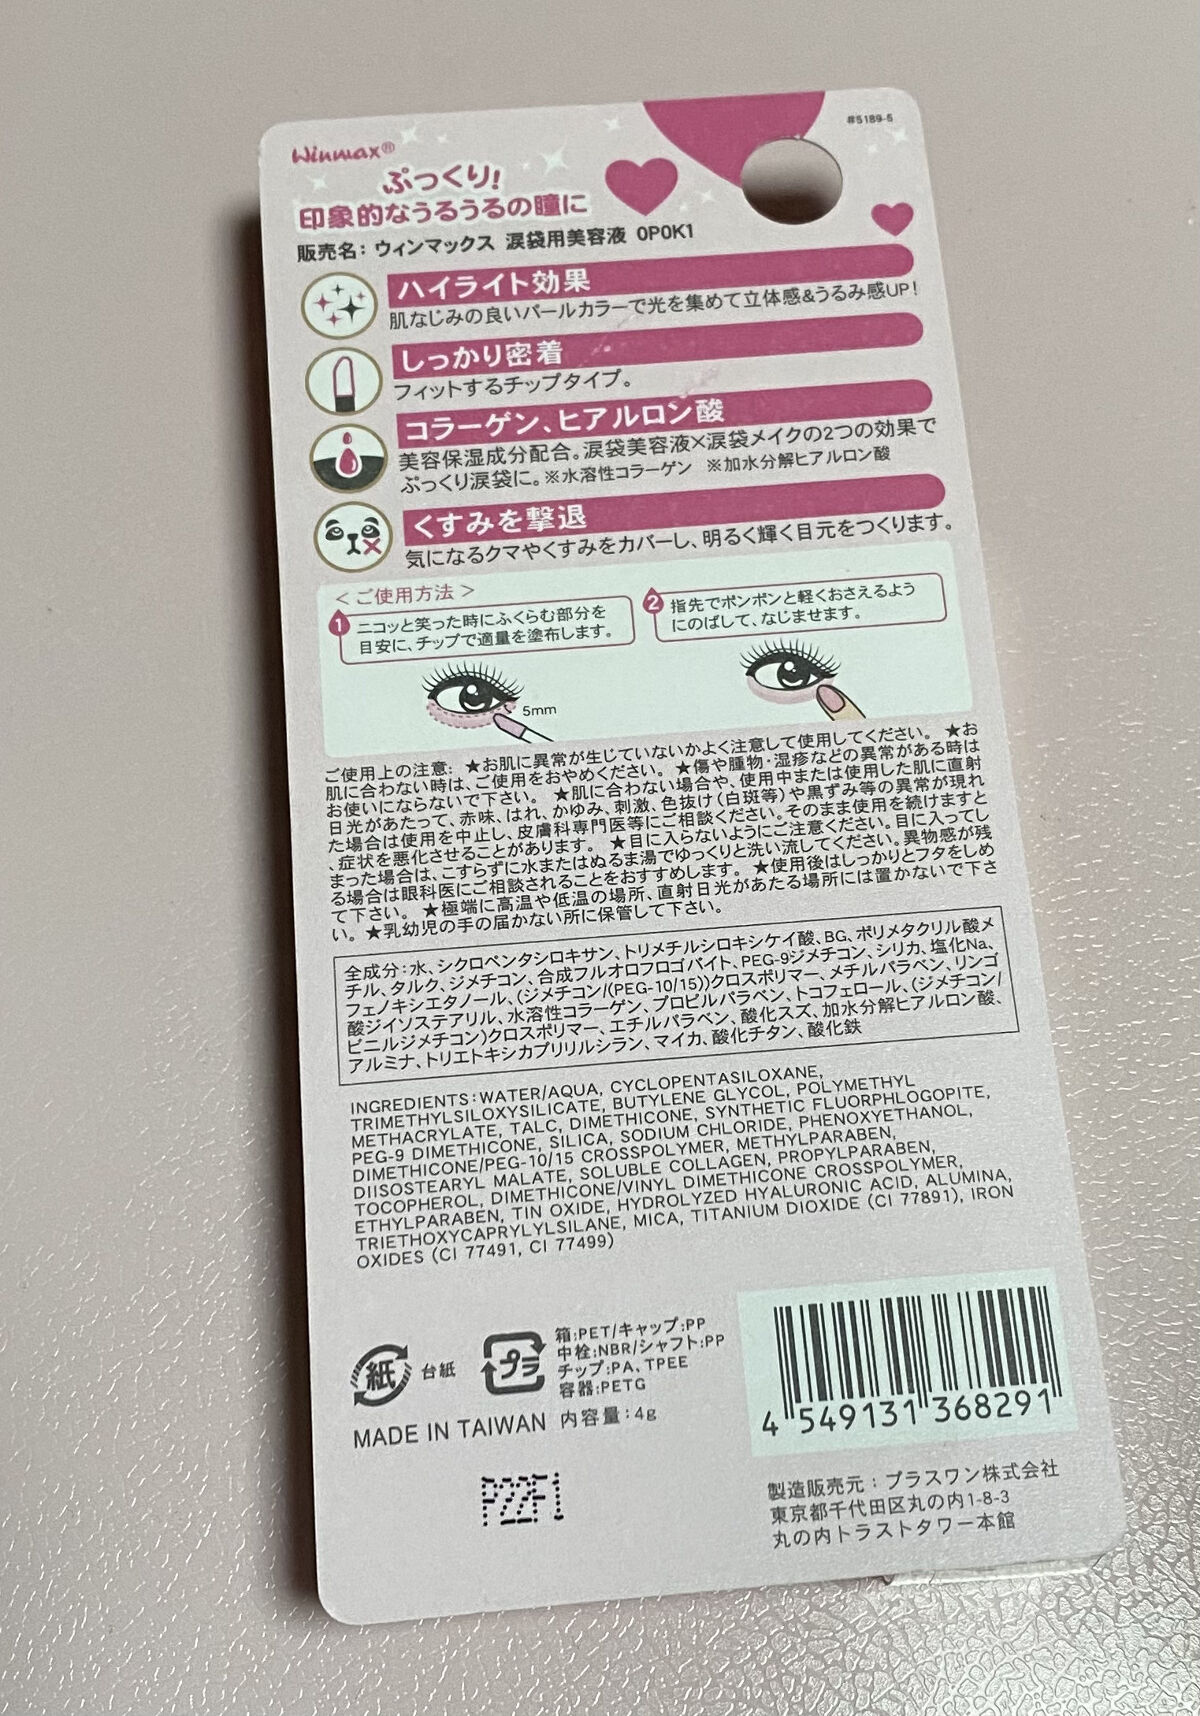 Winmax®
#5189-5
ぷっくり!
印象的なうるうるの瞳に
販売名：ウィンマックス 涙袋用美容液 OPOK1
ハイライト効果
肌なじみの良いパールカラーで光を集めて立体感&うるみ感UP!
しっかり密着
フィットするチップタイプ。
コラーゲン、ヒアルロン酸
美容保湿成分配合。涙袋美容液×涙袋メイクの2つの効果で
ぷっくり涙袋に。※水溶性コラーゲン ※加水分解ヒアルロン酸
くすみを撃退
気になるクマやくすみをカバーし、明るく輝く目元をつくります。
＜ご使用方法＞
1 ニコッと笑った時にふくらむ部分を
目安に、チップで適量を塗布します。
2 指先でポンポンと軽くおさえるよう
にのばして、なじませます。
5mm
ご使用上の注意: ★お肌に異常が生じていないかよく注意して使用してください。 ★お
肌に合わない時は、ご使用をおやめください。 ★傷や腫物・湿疹などの異常がある時は
お使いにならないで下さい。 ★肌に合わない場合や、使用中または使用した肌に直射
日光があたって、赤味、はれ、かゆみ、刺激、色抜け(白斑等)や黒ずみ等の異常が現れ
た場合は使用を中止し、皮膚科専門医等にご相談ください。そのまま使用を続けますと
、症状を悪化させることがあります。 ★目に入らないようにご注意ください。目に入ってし
まった場合は、こすらずに水またはぬるま湯でゆっくりと洗い流してください。異物感が残
る場合は眼科医にご相談されることをおすすめします。 ★使用後はしっかりとフタをしめ
て下さい。 ★極端に高温や低温の場所、直射日光があたる場所には置かないで下さ
い。 ★乳幼児の手の届かない所に保管して下さい。
全成分：水、シクロペンタシロキサン、トリメチルシロキシケイ酸、BG、ポリメタクリル酸メ
チル、タルク、ジメチコン、合成フルオロフロゴパイト、PEG-9ジメチコン、シリカ、塩化Na、
フェノキシエタノール、(ジメチコン/(PEG-10/15))クロスポリマー、メチルパラベン、リンゴ
酸ジイソステアリル、水溶性コラーゲン、プロピルパラベン、トコフェロール、(ジメチコン/
ビニルジメチコン)クロスポリマー、エチルパラベン、酸化スズ、加水分解ヒアルロン酸、
アルミナ、トリエトキシカプリリルシラン、マイカ、酸化チタン、酸化鉄
INGREDIENTS:WATER/AQUA, CYCLOPENTASILOXANE,
TRIMETHYLSILOXYSILICATE, BUTYLENE GLYCOL, POLYMETHYL
METHACRYLATE, TALC, DIMETHICONE, SYNTHETIC FLUORPHLOGOPITE,
PEG-9 DIMETHICONE, SILICA, SODIUM CHLORIDE, PHENOXYETHANOL,
DIMETHICONE/PEG-10/15 CROSSPOLYMER, METHYLPARABEN,
DIISOSTEARYL MALATE, SOLUBLE COLLAGEN, PROPYLPARABEN,
TOCOPHEROL, DIMETHICONE/VINYL DIMETHICONE CROSSPOLYMER,
ETHYLPARABEN, TIN OXIDE, HYDROLYZED HYALURONIC ACID, ALUMINA,
TRIETHOXYCAPRYLYLSILANE, MICA, TITANIUM DIOXIDE (CI 77891), IRON
OXIDES (CI 77491, CI 77499)
紙 台紙
プラ
箱:PET/キャップ:PP
中栓:NBR/シャフト:PP
チップ:PA、TPEE
容器:PETG
MADE IN TAIWAN 内容量：4g
4 549131 368291
P22F1
製造販売元：プラスワン株式会社
東京都千代田区丸の内1-8-3
丸の内トラストタワー本館